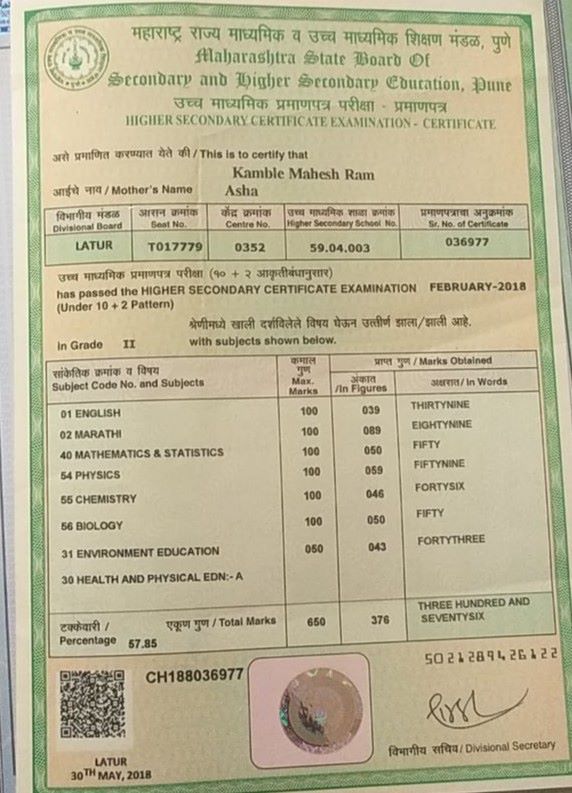 महाराष्ट्र राज्य माध्यमिक व उच्च माध्यमिक शिक्षण मंडळ, पुणे
Maharashtra State Board Of
Secondary and Higher Secondary Education, Pune
उच्च माध्यमिक प्रमाणपत्र परीक्षा - प्रमाणपत्र
HIGHER SECONDARY CERTIFICATE EXAMINATION - CERTIFICATE
असे प्रमाणित करण्यात येते की / This is to certify that
Kamble Mahesh Ram
आईचे नाव / Mother's Name Asha
विभागीय मंडळ आसन क्रमांक केंद्र क्रमांक उच्च माध्यमिक शाळा क्रमांक प्रमाणपत्राचा अनुक्रमांक
Divisional Board Seat No. Centre No. Higher Secondary School No. Sr. No. of Certificate
LATUR T017779 0352 59.04.003 036977
उच्च माध्यमिक प्रमाणपत्र परीक्षा (१० + २ आकृतीबंधानुसार)
has passed the HIGHER SECONDARY CERTIFICATE EXAMINATION FEBRUARY-2018
(Under 10 + 2 Pattern)
श्रेणीमध्ये खाली दर्शविलेले विषय घेऊन उत्तीर्ण झाला/झाली आहे.
in Grade II with subjects shown below.
सांकेतिक क्रमांक व विषय कमाल गुण प्राप्त गुण / Marks Obtained
Subject Code No. and Subjects Max. Marks अंकात /In Figures अक्षरात/ In Words
01 ENGLISH 100 039 THIRTYNINE
02 MARATHI 100 089 EIGHTYNINE
40 MATHEMATICS & STATISTICS 100 050 FIFTY
54 PHYSICS 100 059 FIFTYNINE
55 CHEMISTRY 100 046 FORTYSIX
56 BIOLOGY 100 050 FIFTY
31 ENVIRONMENT EDUCATION 050 043 FORTYTHREE
30 HEALTH AND PHYSICAL EDN:- A
टक्केवारी / Percentage 57.85 एकूण गुण / Total Marks 650 376 THREE HUNDRED AND SEVENTYSIX
5021289426122
CH188036977
विभागीय सचिव/ Divisional Secretary
LATUR
30TH MAY, 2018